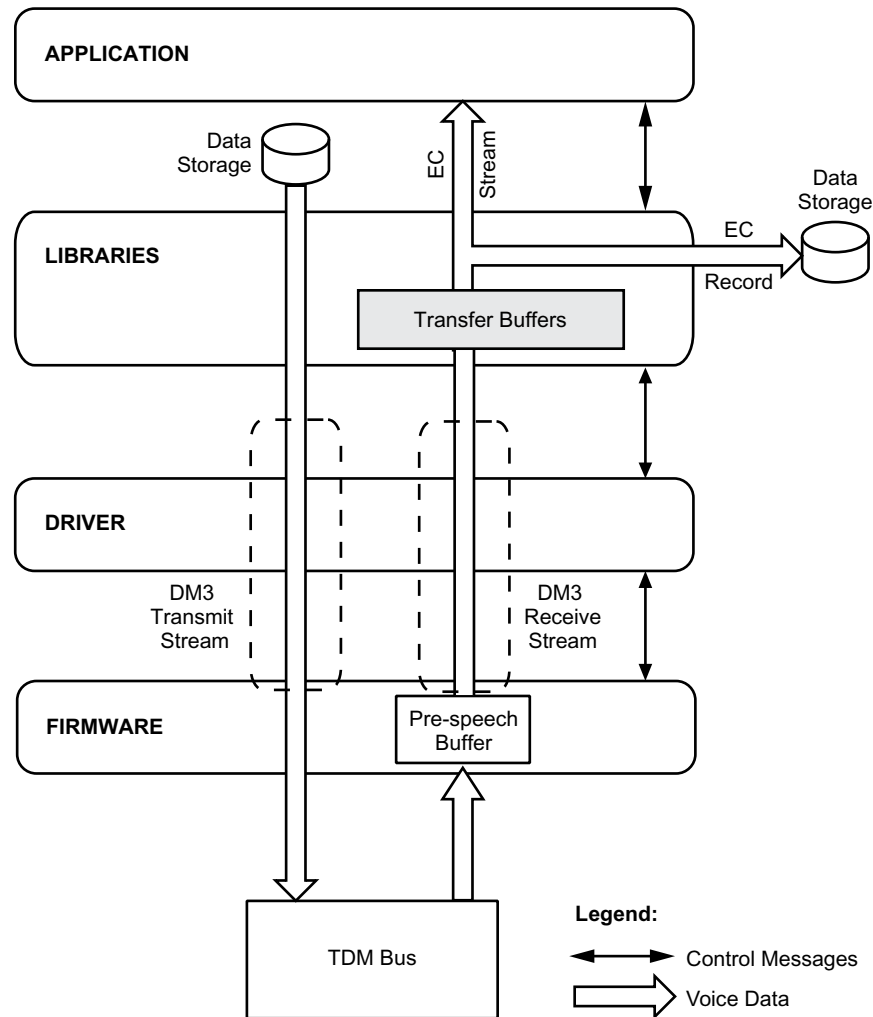 APPLICATION
Data
Storage
EC
Stream
Data
Storage
LIBRARIES
EC
Record
Transfer Buffers
DRIVER
DM3
Transmit
Stream
DM3
Receive
Stream
FIRMWARE
Pre-speech
Buffer
TDM Bus
Legend:
Control Messages
Voice Data